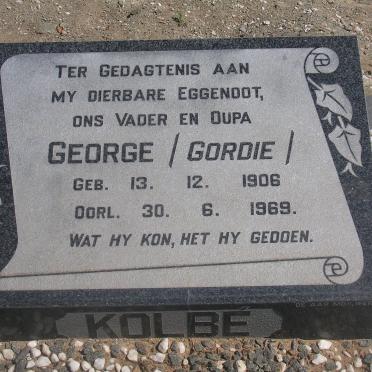 TER GEDAGTENIS AAN
MY DIERBARE EGGENOOT,
ONS VADER EN OUPA
GEORGE / GORDIE /
GEB. 13. 12. 1906
OORL. 30. 6. 1969.
WAT HY KON, HET HY GEDOEN.
KOLBÉ